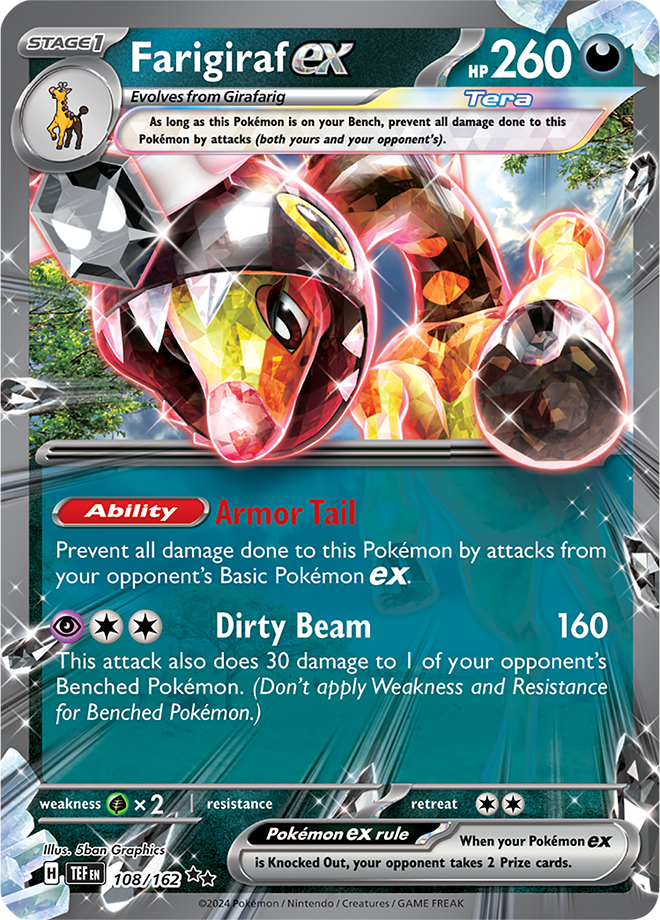 STAGE1
Farigiraf ex
HP 260
Evolves from Girafarig
Tera
As long as this Pokémon is on your Bench, prevent all damage done to this
Pokémon by attacks (both yours and your opponent's).
Ability Armor Tail
Prevent all damage done to this Pokémon by attacks from
your opponent's Basic Pokémon ex.
Dirty Beam 160
This attack also does 30 damage to 1 of your opponent's
Benched Pokémon. (Don't apply Weakness and Resistance
for Benched Pokémon.)
weakness ×2 resistance retreat
Illus. 5ban Graphics
Pokémon ex rule When your Pokémon ex
is Knocked Out, your opponent takes 2 Prize cards.
H TEF EN 108/162
©2024 Pokémon / Nintendo / Creatures / GAME FREAK